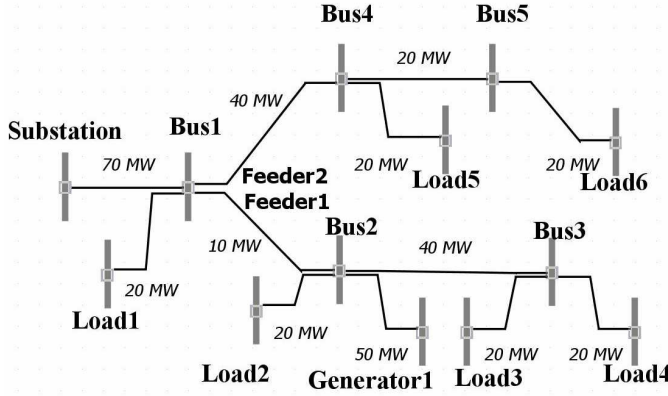 Bus4
Bus5
20 MW
40 MW
Substation
Bus1
70 MW
20 MW
Load5
20 MW
Load6
Feeder2
Feeder1
Bus2
Bus3
10 MW
40 MW
20 MW
Load1
20 MW
Load2
50 MW
Generator1
20 MW
Load3
20 MW
Load4